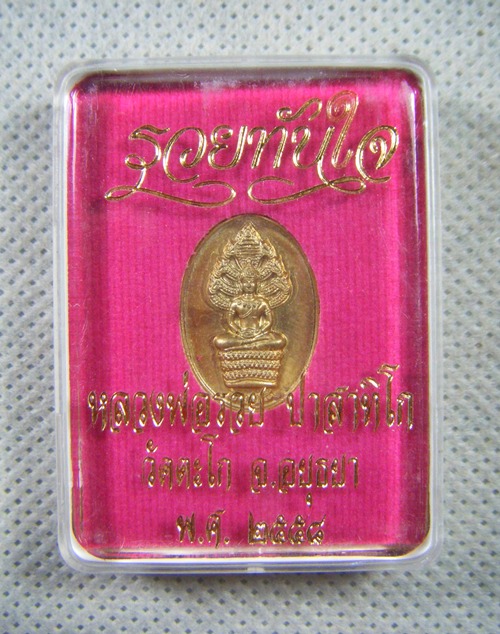 รวยทันใจ
หลวงพ่อรวย ปาสาทิโก
วัดตะโก จ.อยุธยา
พ.ศ. ๒๕๕๘